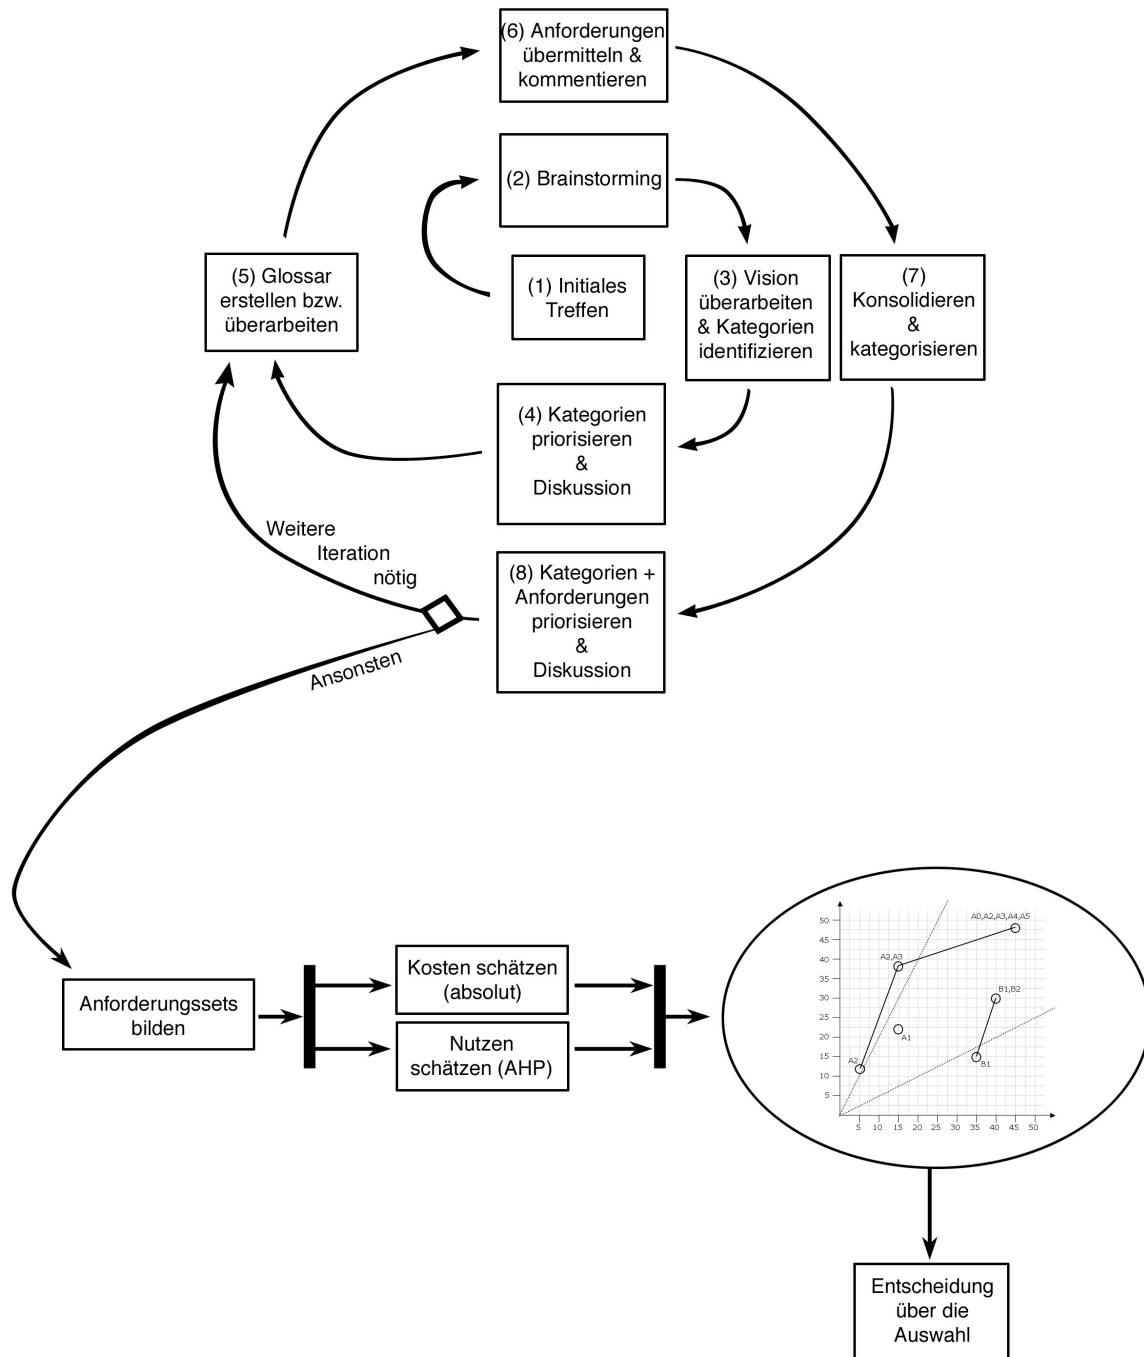 (6) Anforderungen
übermitteln &
kommentieren
(2) Brainstorming
(5) Glossar
erstellen bzw.
überarbeiten
(1) Initiales
Treffen
(3) Vision
überarbeiten
& Kategorien
identifizieren
(7)
Konsolidieren
&
kategorisieren
(4) Kategorien
priorisieren
&
Diskussion
Weitere
Iteration
nötig
(8) Kategorien +
Anforderungen
priorisieren
&
Diskussion
Ansonsten
Anforderungssets
bilden
Kosten schätzen
(absolut)
Nutzen
schätzen (AHP)
50
45
40
35
30
25
20
15
10
5
A0,A2,A3,A4,A5
A2,A3
B1,B2
A1
A2
B1
5 10 15 20 25 30 35 40 45 50
Entscheidung
über die
Auswahl